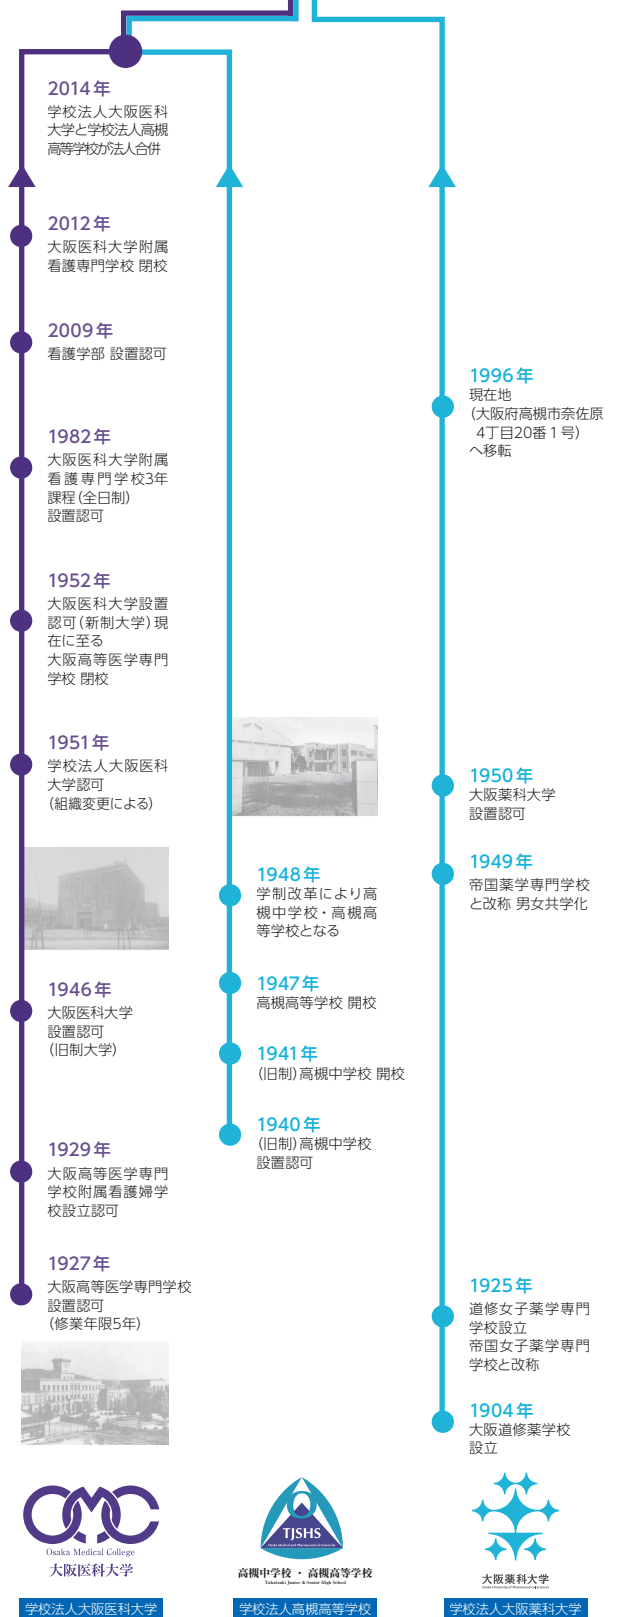 2014年
学校法人大阪医科
大学と学校法人高槻
高等学校が法人合併
2012年
大阪医科大学附属
看護専門学校 閉校
2009年
看護学部 設置認可
1982年
大阪医科大学附属
看護専門学校3年
課程(全日制)
設置認可
1952年
大阪医科大学設置
認可(新制大学)現
在に至る
大阪高等医学専門
学校 閉校
1951年
学校法人大阪医科
大学認可
(組織変更による)
1946年
大阪医科大学
設置認可
(旧制大学)
1929年
大阪高等医学専門
学校附属看護婦学
校設立認可
1927年
大阪高等医学専門学校
設置認可
(修業年限5年)
OMC
Osaka Medical College
大阪医科大学
学校法人大阪医科大学
1948年
学制改革により高
槻中学校・高槻高
等学校となる
1947年
高槻高等学校 開校
1941年
(旧制)高槻中学校 開校
1940年
(旧制)高槻中学校
設置認可
TJSHS
Osaka Medical and Pharmaceutical University
高槻中学校・高槻高等学校
Takatsuki Junior & Senior High School
学校法人高槻高等学校
1996年
現在地
(大阪府高槻市奈佐原
4丁目20番1号)
へ移転
1950年
大阪薬科大学
設置認可
1949年
帝国薬学専門学校
と改称 男女共学化
1925年
道修女子薬学専門
学校設立
帝国女子薬学専門
学校と改称
1904年
大阪道修薬学校
設立
大阪薬科大学
Osaka University of Pharmaceutical Sciences
学校法人大阪薬科大学